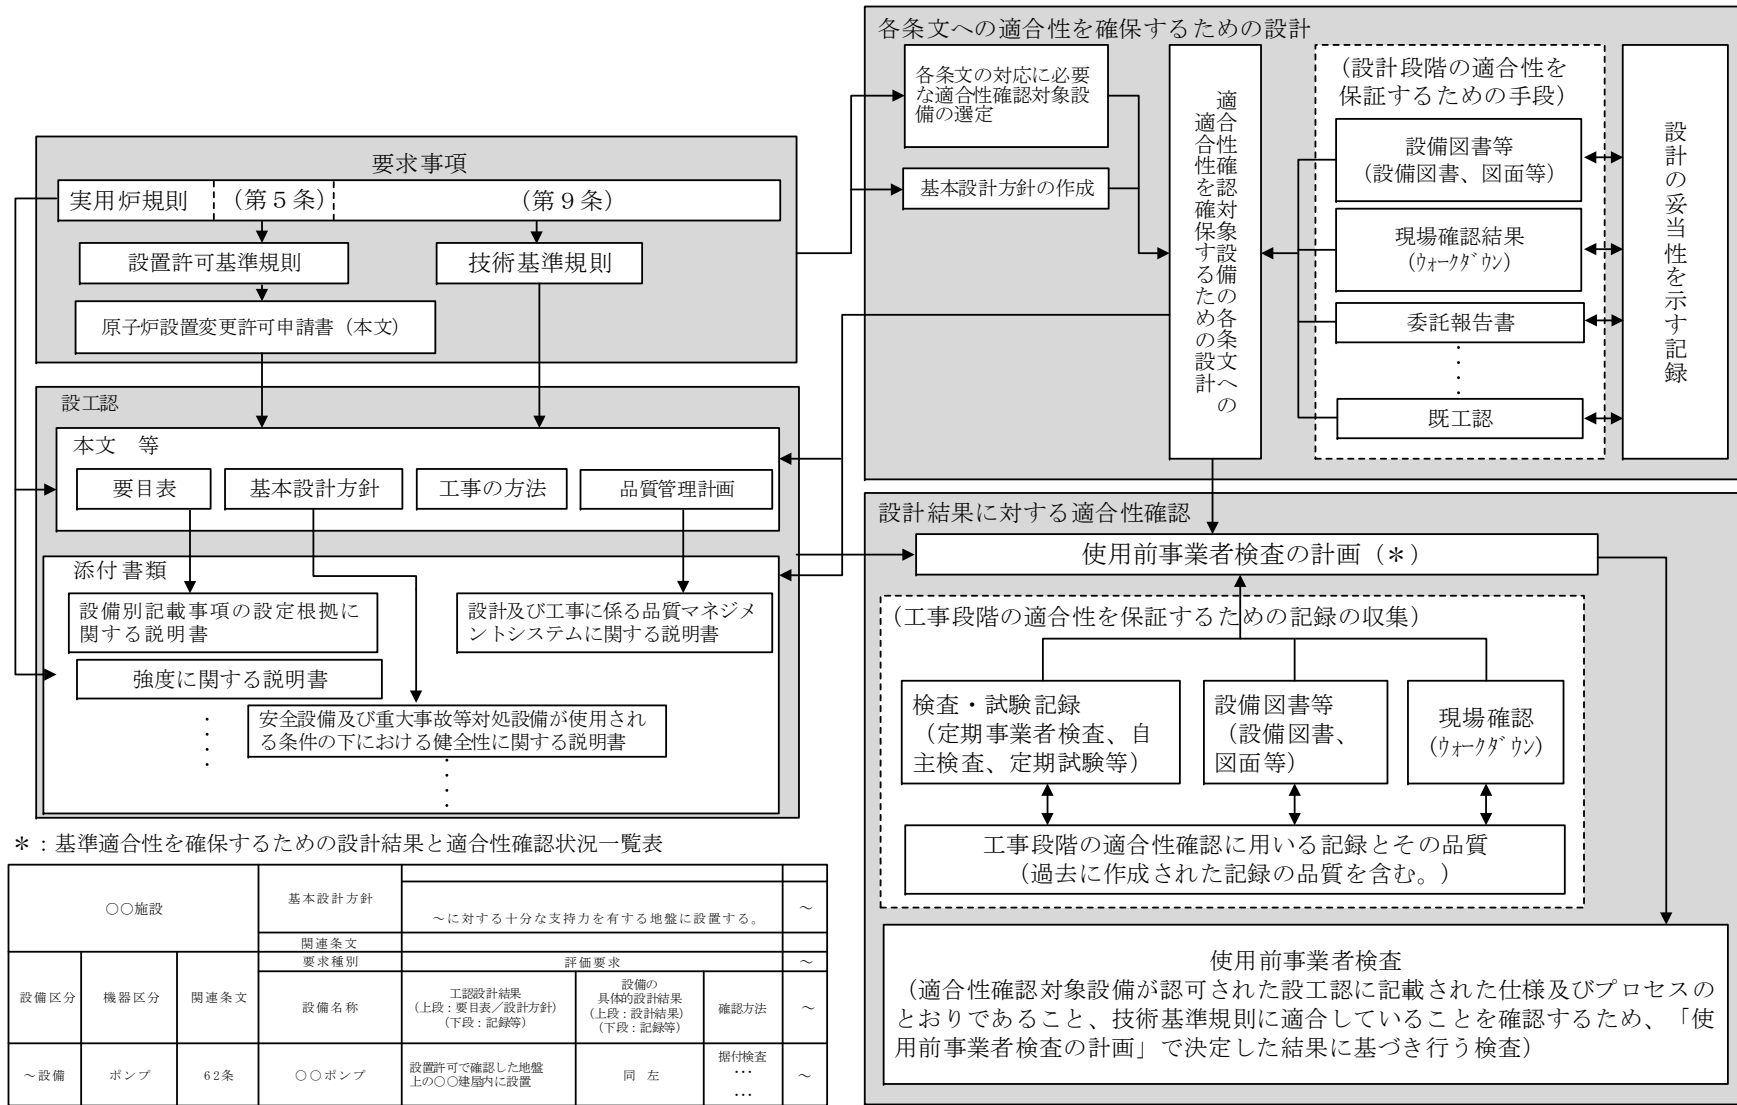 各条文への適合性を確保するための設計
各条文の対応に必要
な適合性確認対象設
備の選定
基本設計方針の作成
適合性確認対象設備の各条文への
適合性を確保するための設計
(設計段階の適合性を
保証するための手段)
設備図書等
(設備図書、図面等)
現場確認結果
(ｳｫｰｸﾀﾞｳﾝ)
委託報告書
既工認
設計の妥当性を示す記録
要求事項
実用炉規則
(第５条)
(第９条)
設置許可基準規則
技術基準規則
原子炉設置変更許可申請書（本文）
設工認
本文　等
要目表
基本設計方針
工事の方法
品質管理計画
添付書類
設備別記載事項の設定根拠に
関する説明書
設計及び工事に係る品質マネジメ
ントシステムに関する説明書
強度に関する説明書
安全設備及び重大事故等対処設備が使用され
る条件の下における健全性に関する説明書
設計結果に対する適合性確認
使用前事業者検査の計画（＊）
(工事段階の適合性を保証するための記録の収集)
検査・試験記録
（定期事業者検査、自
主検査、定期試験等）
設備図書等
（設備図書、
図面等）
現場確認
(ｳｫｰｸﾀﾞｳﾝ)
工事段階の適合性確認に用いる記録とその品質
（過去に作成された記録の品質を含む。）
使用前事業者検査
（適合性確認対象設備が認可された設工認に記載された仕様及びプロセスの
とおりであること、技術基準規則に適合していることを確認するため、「使
用前事業者検査の計画」で決定した結果に基づき行う検査）
＊：基準適合性を確保するための設計結果と適合性確認状況一覧表
○○施設
基本設計方針
～に対する十分な支持力を有する地盤に設置する。
～
関連条文
要求種別
評価要求
～
設備区分
機器区分
関連条文
設備名称
工認設計結果
（上段：要目表／設計方針）
（下段：記録等）
設備の
具体的設計結果
（上段：設計結果）
（下段：記録等）
確認方法
～
～設備
ポンプ
62条
○○ポンプ
設置許可で確認した地盤
上の○○建屋内に設置
同 左
据付検査
…
…
～